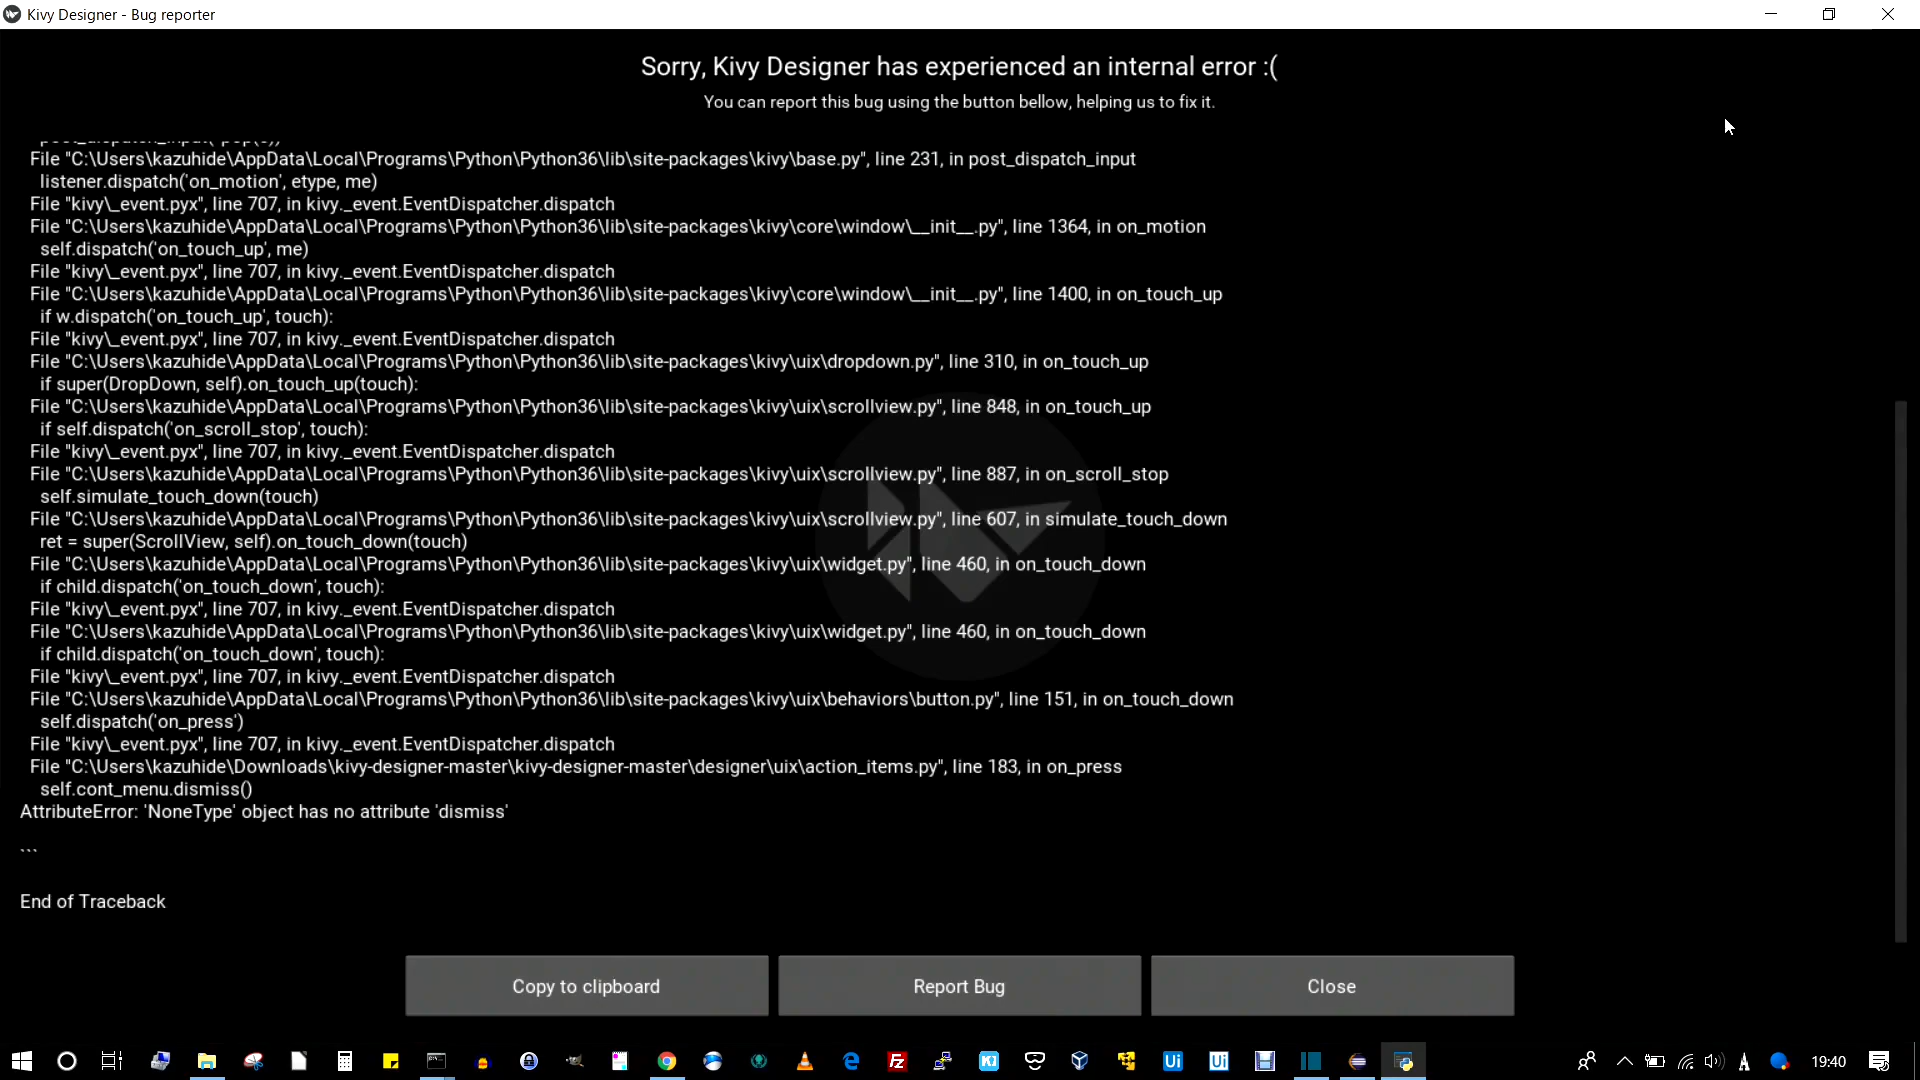 Kivy Designer - Bug reporter
Sorry, Kivy Designer has experienced an internal error :(
You can report this bug using the button bellow, helping us to fix it.
File "C:\Users\kazuhide\AppData\Local\Programs\Python\Python36\lib\site-packages\kivy\base.py", line 231, in post_dispatch_input
listener.dispatch('on_motion', etype, me)
File "kivy\_event.pyx", line 707, in kivy._event.EventDispatcher.dispatch
File "C:\Users\kazuhide\AppData\Local\Programs\Python\Python36\lib\site-packages\kivy\core\window\__init__.py", line 1364, in on_motion
self.dispatch('on_touch_up', me)
File "kivy\_event.pyx", line 707, in kivy._event.EventDispatcher.dispatch
File "C:\Users\kazuhide\AppData\Local\Programs\Python\Python36\lib\site-packages\kivy\core\window\__init__.py", line 1400, in on_touch_up
if w.dispatch('on_touch_up', touch):
File "kivy\_event.pyx", line 707, in kivy._event.EventDispatcher.dispatch
File "C:\Users\kazuhide\AppData\Local\Programs\Python\Python36\lib\site-packages\kivy\uix\dropdown.py", line 310, in on_touch_up
if super(DropDown, self).on_touch_up(touch):
File "C:\Users\kazuhide\AppData\Local\Programs\Python\Python36\lib\site-packages\kivy\uix\scrollview.py", line 848, in on_touch_up
if self.dispatch('on_scroll_stop', touch):
File "kivy\_event.pyx", line 707, in kivy._event.EventDispatcher.dispatch
File "C:\Users\kazuhide\AppData\Local\Programs\Python\Python36\lib\site-packages\kivy\uix\scrollview.py", line 887, in on_scroll_stop
self.simulate_touch_down(touch)
File "C:\Users\kazuhide\AppData\Local\Programs\Python\Python36\lib\site-packages\kivy\uix\scrollview.py", line 607, in simulate_touch_down
ret = super(ScrollView, self).on_touch_down(touch)
File "C:\Users\kazuhide\AppData\Local\Programs\Python\Python36\lib\site-packages\kivy\uix\widget.py", line 460, in on_touch_down
if child.dispatch('on_touch_down', touch):
File "kivy\_event.pyx", line 707, in kivy._event.EventDispatcher.dispatch
File "C:\Users\kazuhide\AppData\Local\Programs\Python\Python36\lib\site-packages\kivy\uix\widget.py", line 460, in on_touch_down
if child.dispatch('on_touch_down', touch):
File "kivy\_event.pyx", line 707, in kivy._event.EventDispatcher.dispatch
File "C:\Users\kazuhide\AppData\Local\Programs\Python\Python36\lib\site-packages\kivy\uix\behaviors\button.py", line 151, in on_touch_down
self.dispatch('on_press')
File "kivy\_event.pyx", line 707, in kivy._event.EventDispatcher.dispatch
File "C:\Users\kazuhide\Downloads\kivy-designer-master\kivy-designer-master\designer\uix\action_items.py", line 183, in on_press
self.cont_menu.dismiss()
AttributeError: 'NoneType' object has no attribute 'dismiss'
```
End of Traceback
Copy to clipboard
Report Bug
Close
19:40